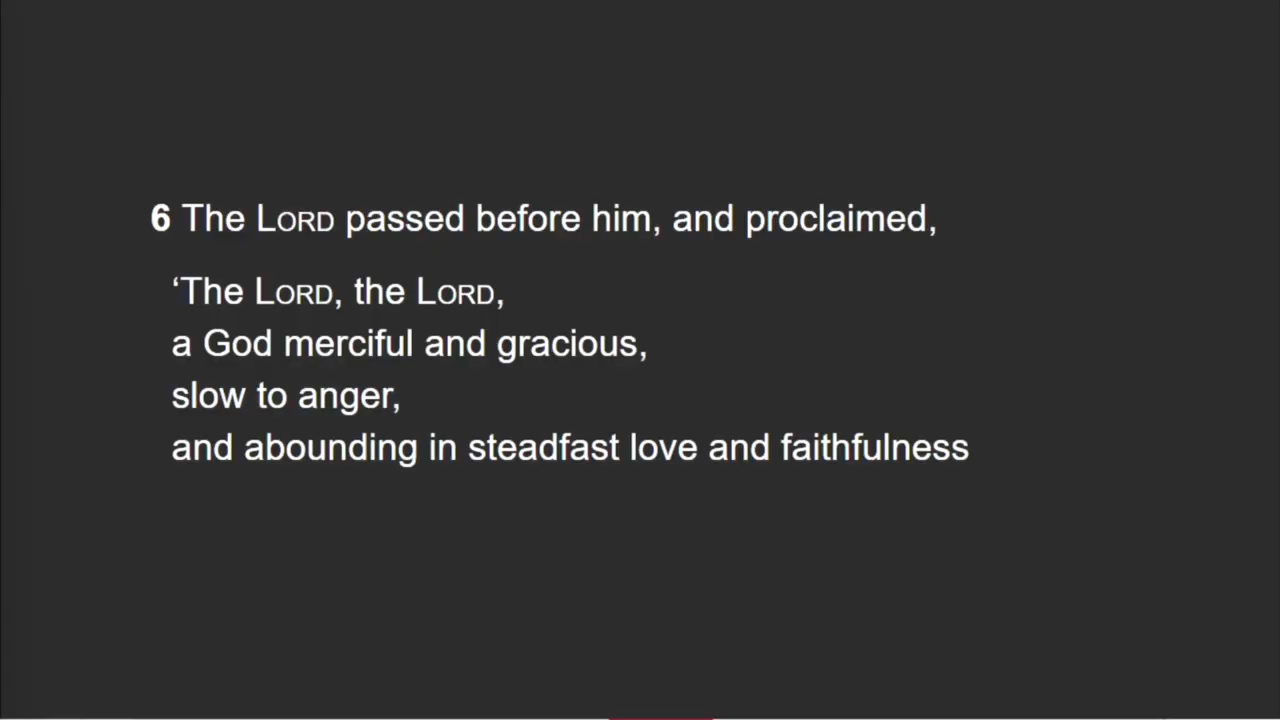 6 The LORD passed before him, and proclaimed,
‘The LORD, the LORD,
a God merciful and gracious,
slow to anger,
and abounding in steadfast love and faithfulness